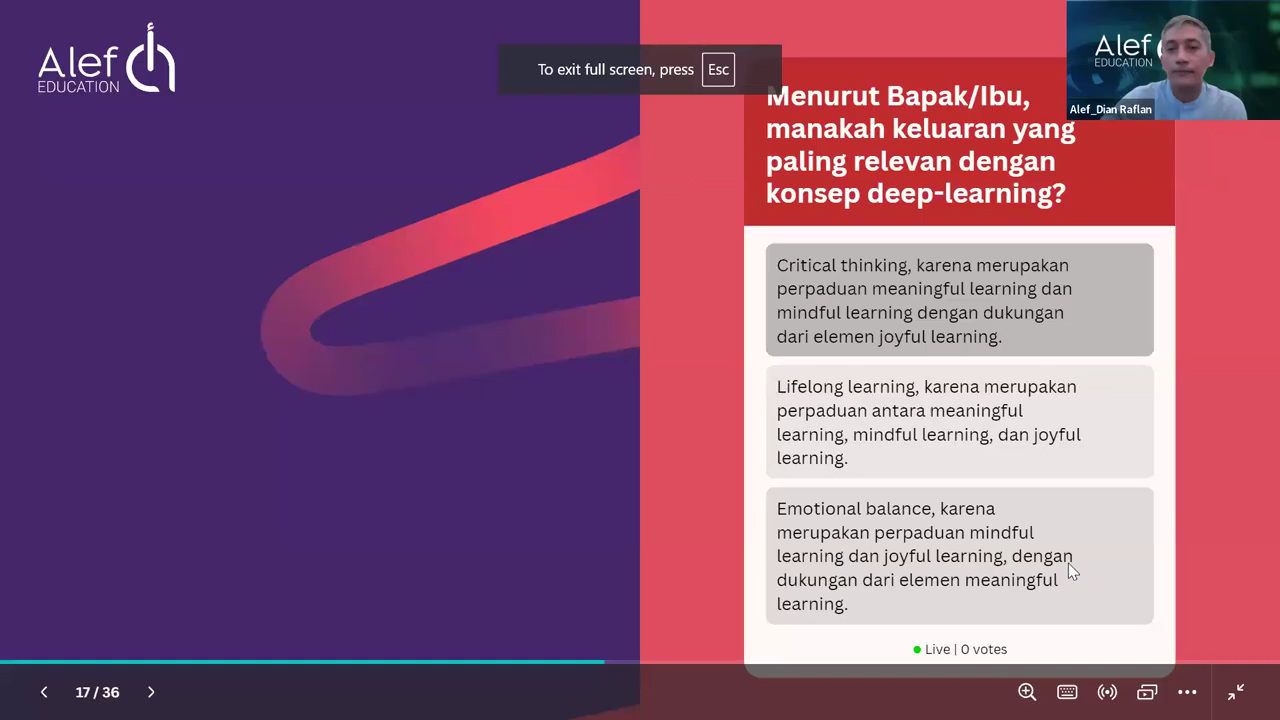 Alef
EDUCATION
To exit full screen, press Esc
Alef
EDUCATION
Alef_Dian Raflan
Menurut Bapak/Ibu,
manakah keluaran yang
paling relevan dengan
konsep deep-learning?
Critical thinking, karena merupakan
perpaduan meaningful learning dan
mindful learning dengan dukungan
dari elemen joyful learning.
Lifelong learning, karena merupakan
perpaduan antara meaningful
learning, mindful learning, dan joyful
learning.
Emotional balance, karena
merupakan perpaduan mindful
learning dan joyful learning, dengan
dukungan dari elemen meaningful
learning.
Live | 0 votes
17 / 36